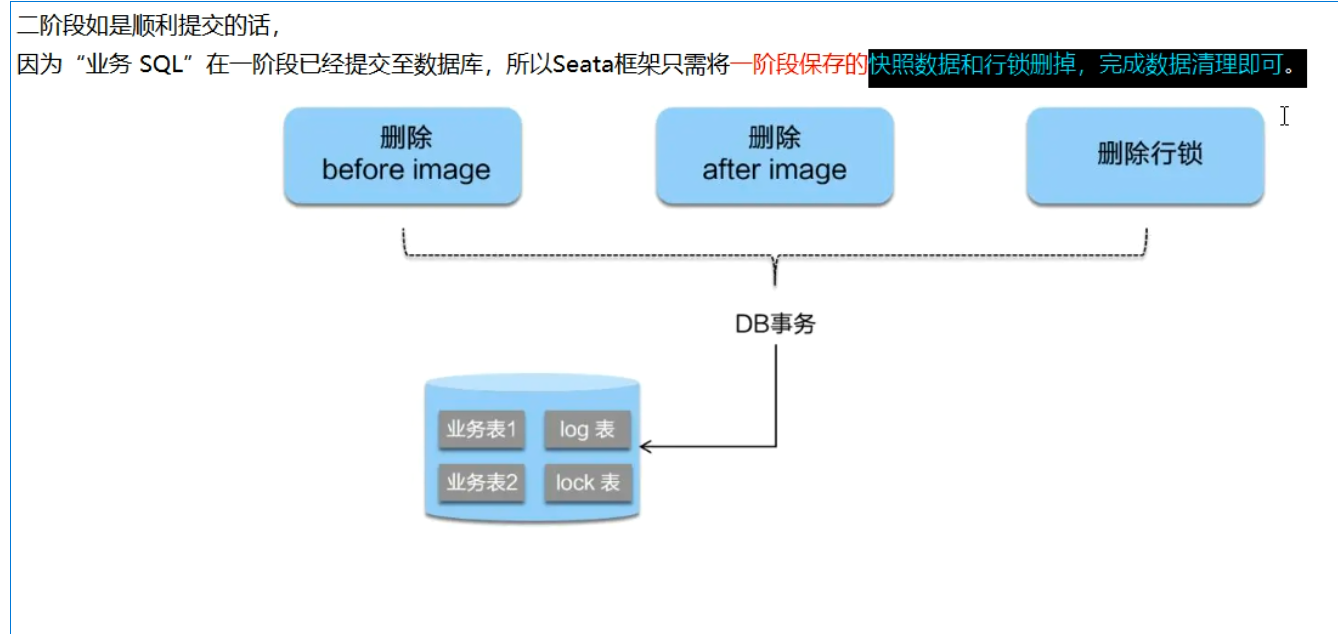 二阶段如是顺利提交的话，
因为“业务 SQL”在一阶段已经提交至数据库，所以Seata框架只需将一阶段保存的快照数据和行锁删掉，完成数据清理即可。
删除
before image
删除
after image
删除行锁
DB事务
业务表1
log 表
业务表2
lock 表